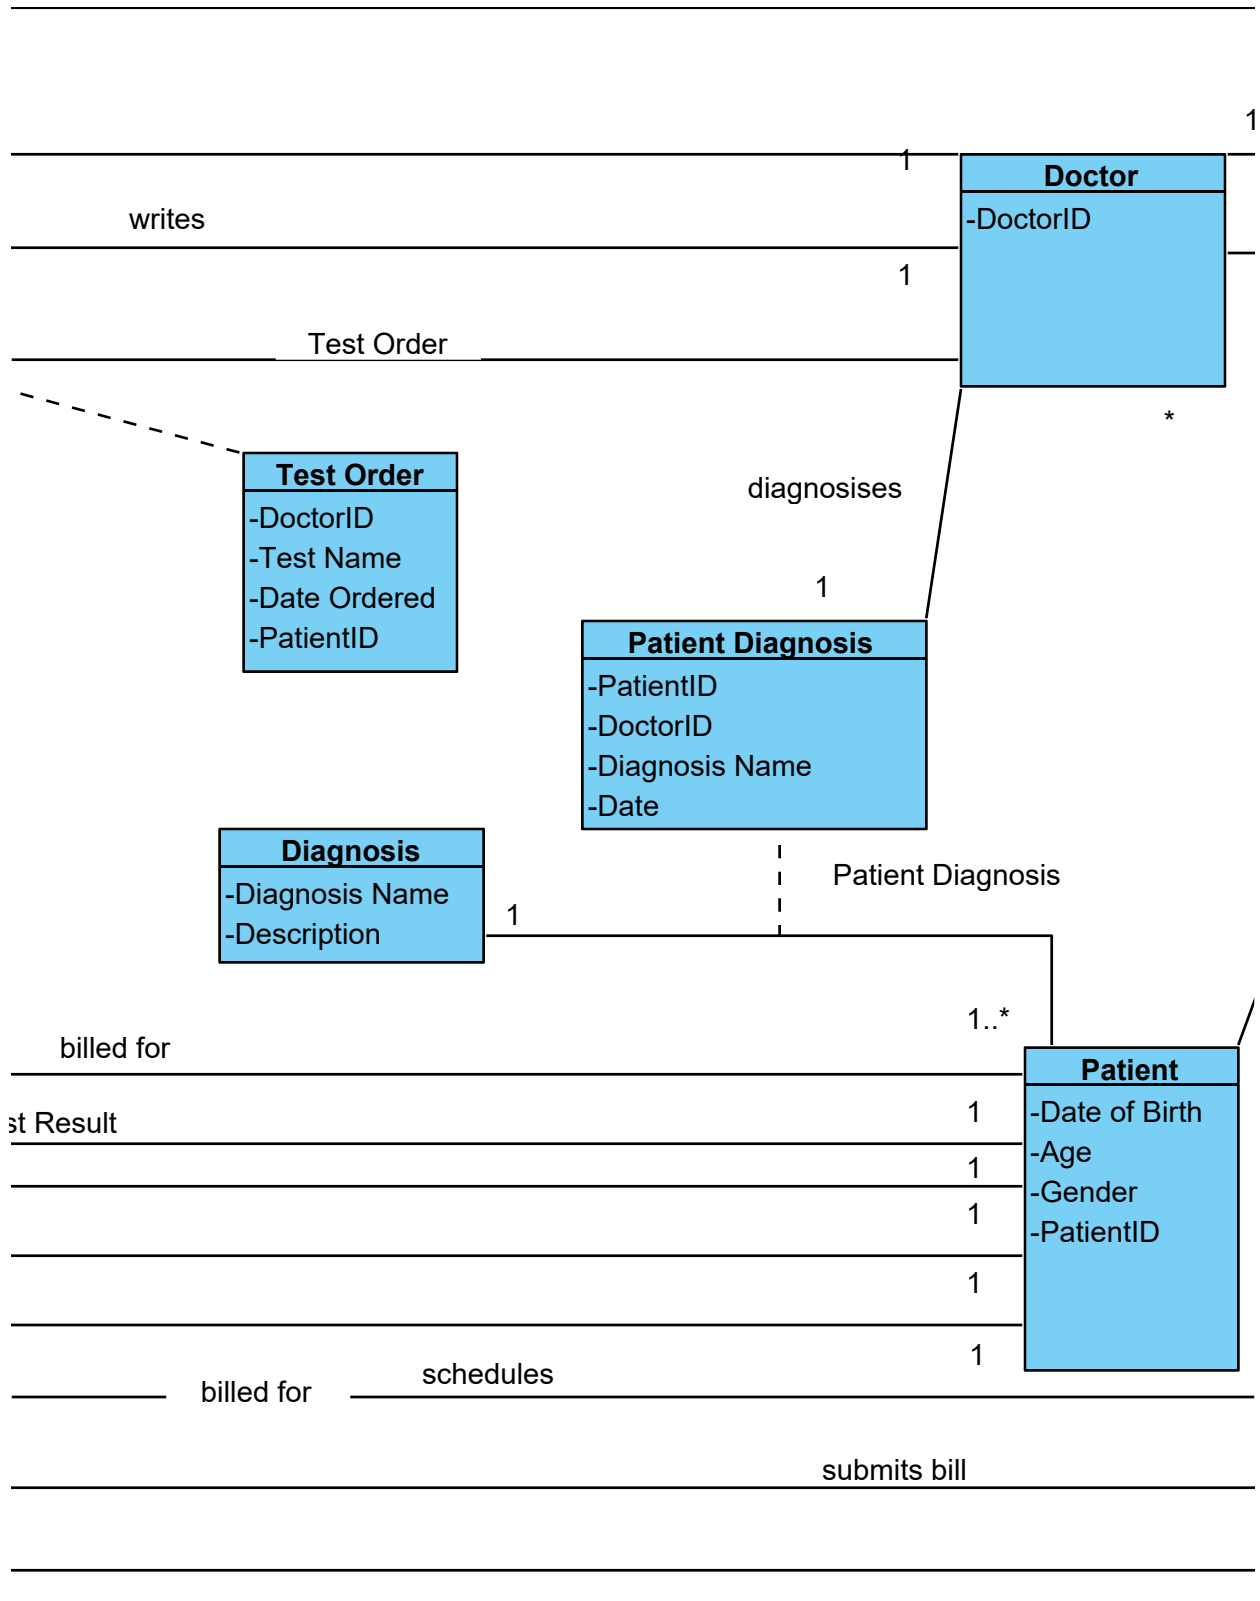 1
1
Doctor
-DoctorID
writes
1
Test Order
*
Test Order
-DoctorID
-Test Name
-Date Ordered
-PatientID
diagnosises
1
Patient Diagnosis
-PatientID
-DoctorID
-Diagnosis Name
-Date
Diagnosis
-Diagnosis Name
-Description
1
Patient Diagnosis
1..*
billed for
Patient
-Date of Birth
-Age
-Gender
-PatientID
st Result
1
1
1
1
1
schedules
billed for
submits bill